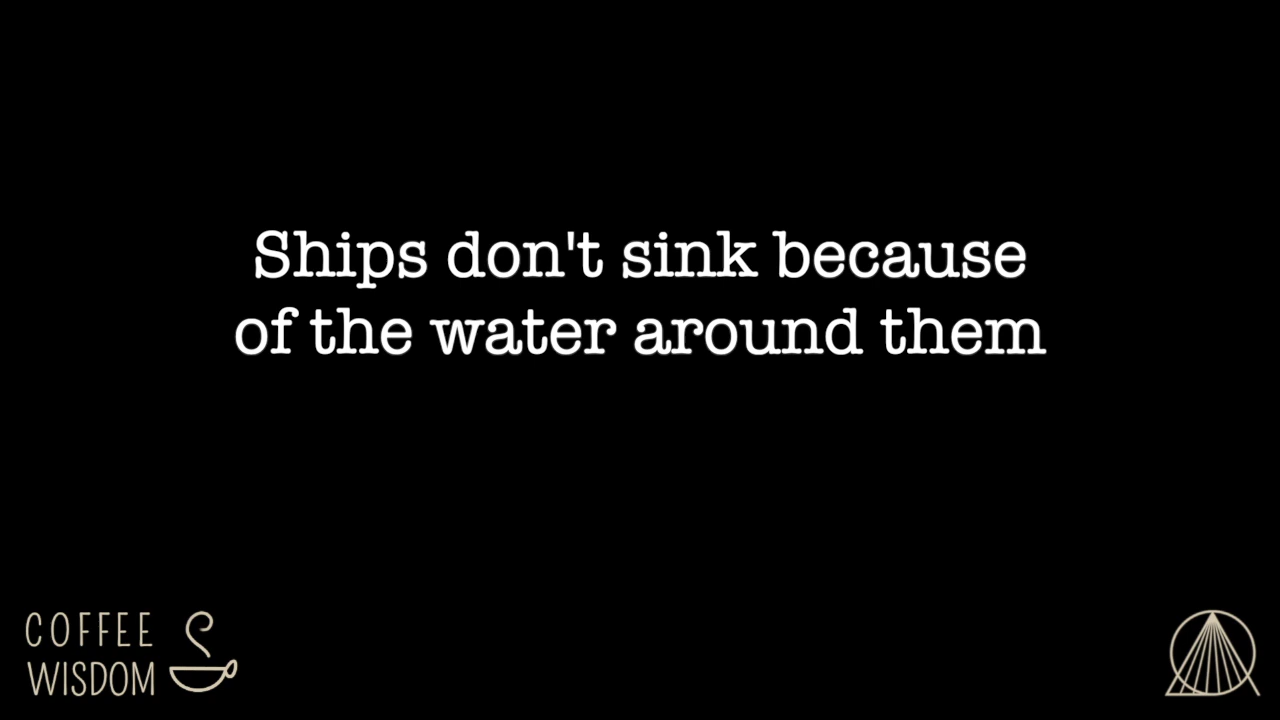 Ships don't sink because
of the water around them
COFFEE
WISDOM